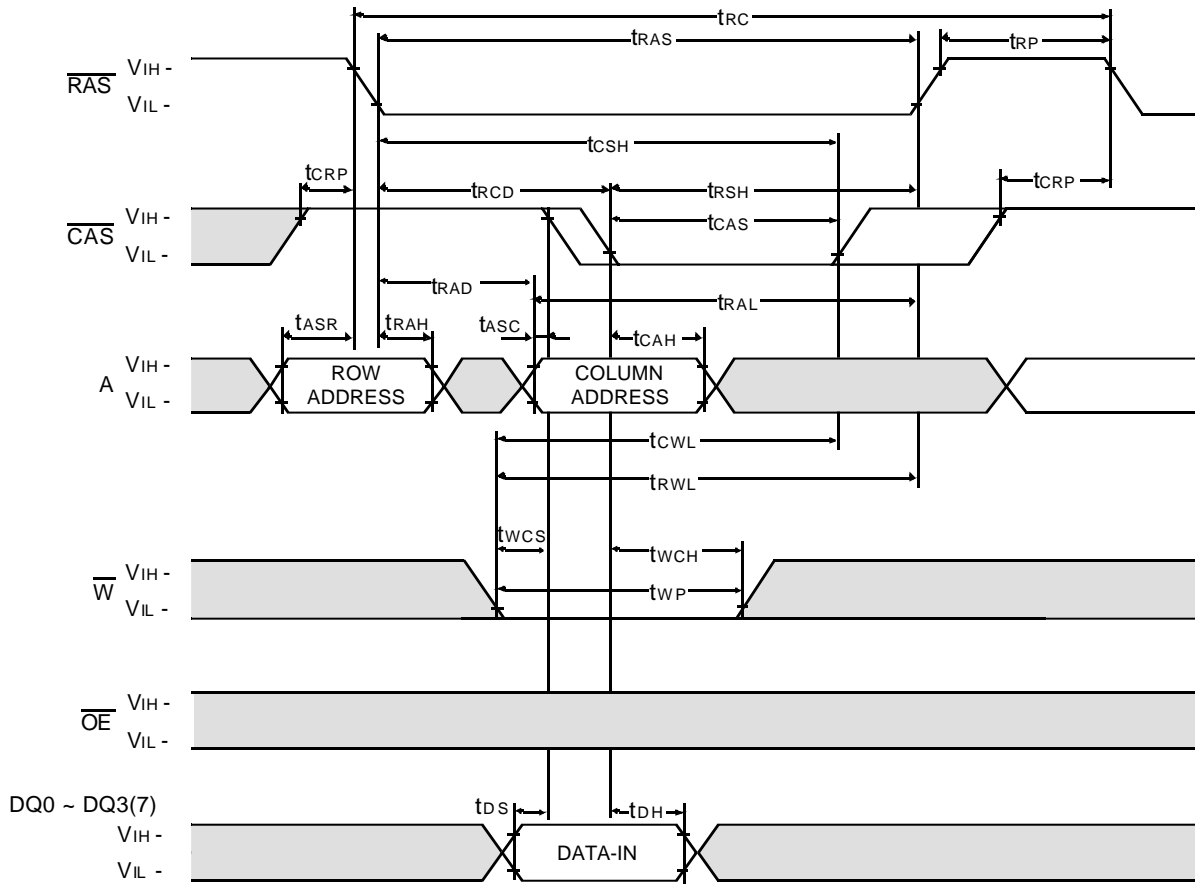 tRC
tRAS
tRP
RAS
VIH -
VIL -
tCSH
tCRP
tRCD
tRSH
tCRP
CAS
VIH -
VIL -
tCAS
tRAD
tRAL
tASR
tRAH
tASC
tCAH
A
VIH -
VIL -
ROW
ADDRESS
COLUMN
ADDRESS
tCWL
tRWL
tWCS
tWCH
W
VIH -
VIL -
tWP
OE
VIH -
VIL -
DQ0 ~ DQ3(7)
tDS
tDH
VIH -
VIL -
DATA-IN